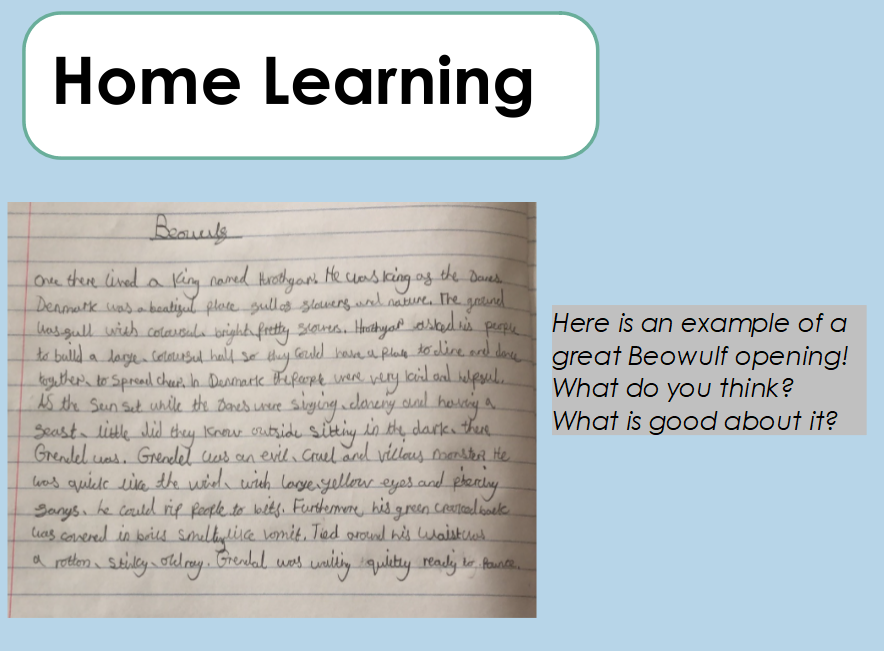 Home Learning
Beowulf
Once there lived a King named Hrothgar. He was king of the Danes.
Denmark was a beatiful place full of flowers and nature. The ground
was full with colourful, bright, pretty flowers. Hrothgar asked his people
to build a large, colourful hall so they could have a place to dine and dance
together, to spread cheer. In Denmark the people were very kind and helpful.
As the Sun set while the Danes were singing, dancing and having a
feast, little did they know outside sitting in the dark, there
Grendel was. Grendel was an evil, cruel and monster. He
was quick like the wind, with large, yellow eyes and piercing
fangs, he could rip people to bits. Furthermore, his green back
was covered in smelly like vomit. Tied around his waist was
a rotton, stinky, old rag. Grendal was waiting quietly ready to pounce.
Here is an example of a
great Beowulf opening!
What do you think?
What is good about it?